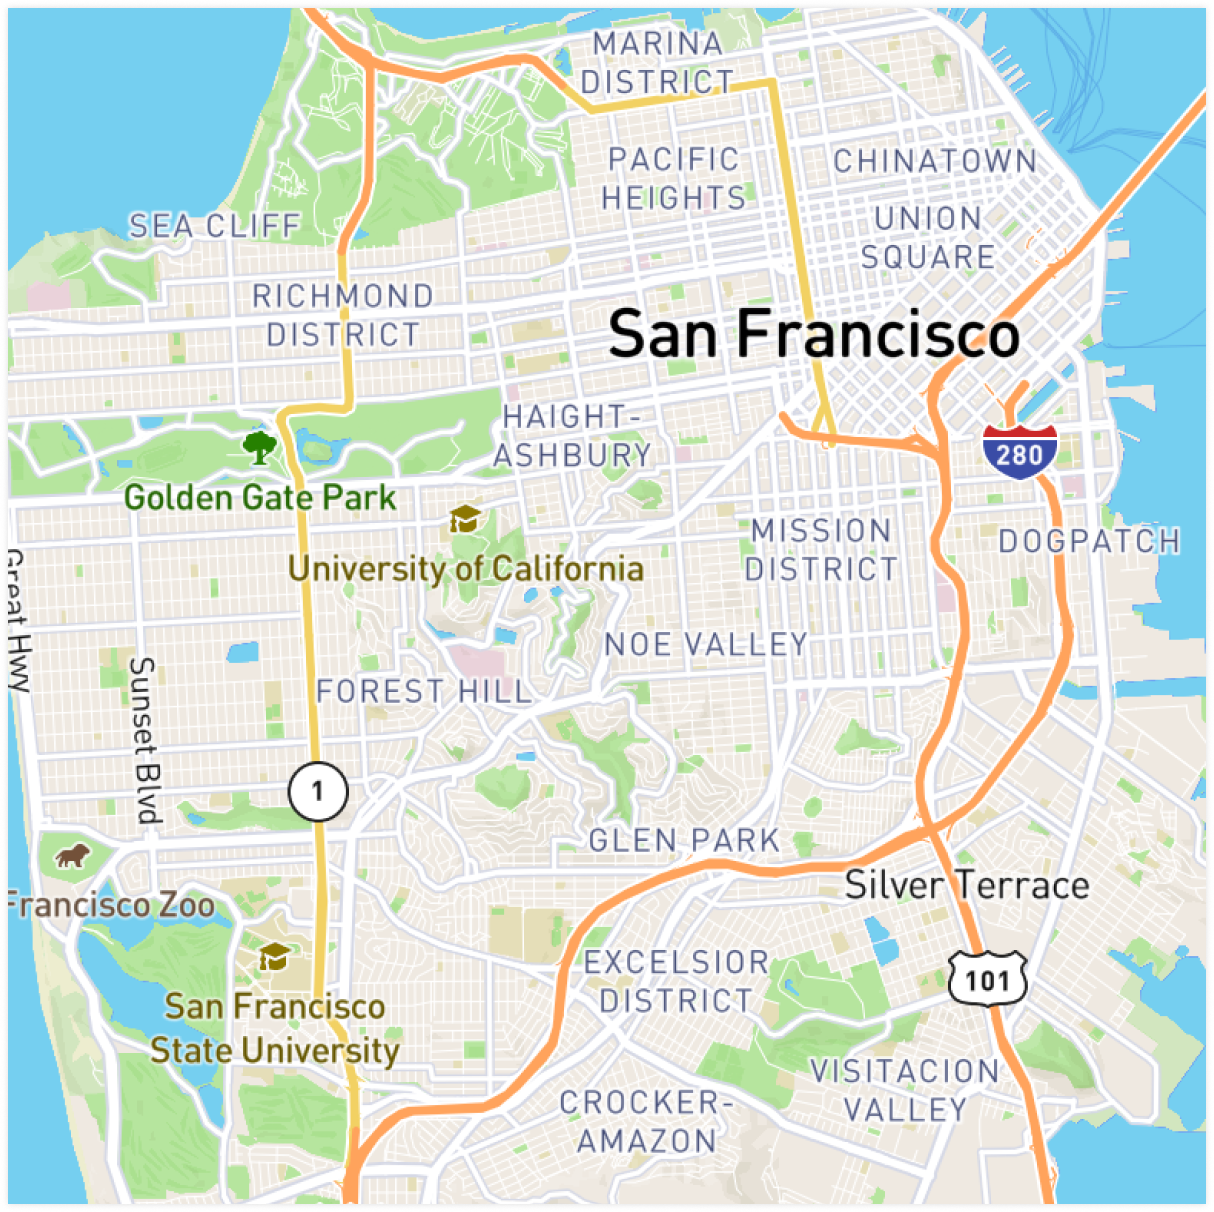 MARINA
DISTRICT
PACIFIC
HEIGHTS
CHINATOWN
UNION
SQUARE
SEA CLIFF
RICHMOND
DISTRICT
San Francisco
HAIGHT-
ASHBURY
280
Golden Gate Park
University of California
MISSION
DISTRICT
DOGPATCH
Great Hwy
NOE VALLEY
Sunset Blvd
FOREST HILL
1
GLEN PARK
Francisco Zoo
Silver Terrace
EXCELSIOR
DISTRICT
101
San Francisco
State University
VISITACION
VALLEY
CROCKER-
AMAZON